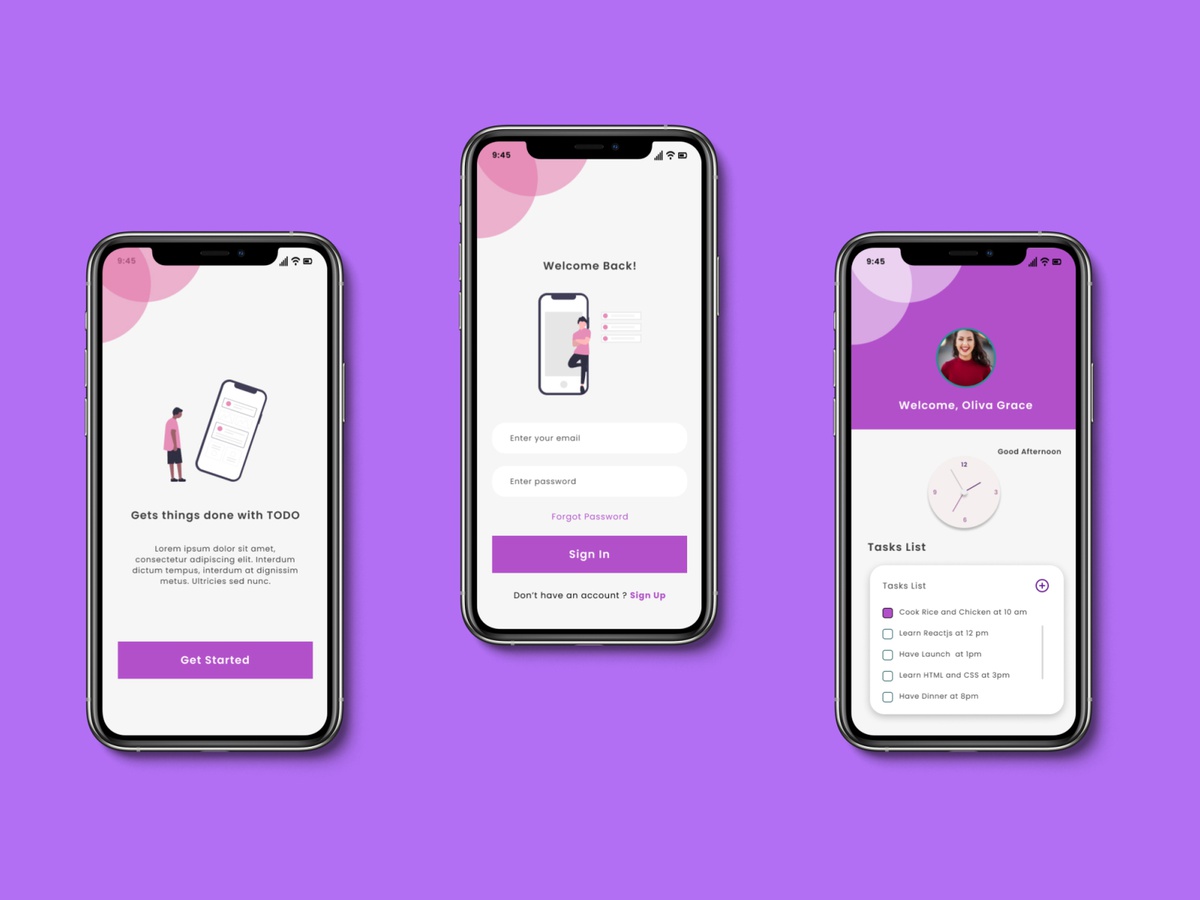 9:45
Gets things done with TODO
Lorem ipsum dolor sit amet,
consectetur adipiscing elit. Interdum
dictum tempus, interdum at dignissim
metus. Ultricies sed nunc.
Get Started
9:45
Welcome Back!
Enter your email
Enter password
Forgot Password
Sign In
Don't have an account ? Sign Up
9:45
Welcome, Oliva Grace
Good Afternoon
12
9 3
6
Tasks List
Tasks List
Cook Rice and Chicken at 10 am
Learn Reactjs at 12 pm
Have Launch at 1pm
Learn HTML and CSS at 3pm
Have Dinner at 8pm